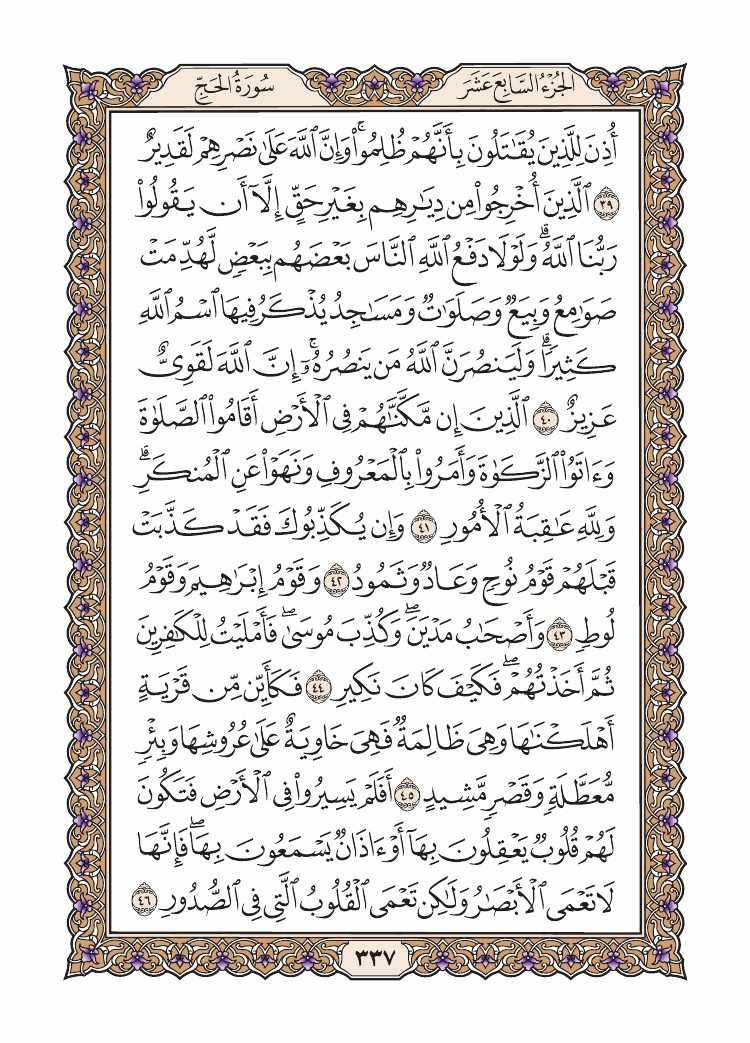 الجُزْءُ السَّابِعَ عَشَرَ
سُورَةُ الحَجِّ
أُذِنَ لِلَّذِينَ يُقَٰتَلُونَ بِأَنَّهُمْ ظُلِمُوا۟ ۚ وَإِنَّ ٱللَّهَ عَلَىٰ نَصْرِهِمْ لَقَدِيرٌ
٣٩ ٱلَّذِينَ أُخْرِجُوا۟ مِن دِيَٰرِهِم بِغَيْرِ حَقٍّ إِلَّآ أَن يَقُولُوا۟
رَبُّنَا ٱللَّهُ ۗ وَلَوْلَا دَفْعُ ٱللَّهِ ٱلنَّاسَ بَعْضَهُم بِبَعْضٍ لَّهُدِّمَتْ
صَوَٰمِعُ وَبِيَعٌ وَصَلَوَٰتٌ وَمَسَٰجِدُ يُذْكَرُ فِيهَا ٱسْمُ ٱللَّهِ
كَثِيرًا ۗ وَلَيَنصُرَنَّ ٱللَّهُ مَن يَنصُرُهُۥٓ ۚ إِنَّ ٱللَّهَ لَقَوِىٌّ
عَزِيزٌ ٤٠ ٱلَّذِينَ إِن مَّكَّنَّٰهُمْ فِى ٱلْأَرْضِ أَقَامُوا۟ ٱلصَّلَوٰةَ
وَءَاتَوُا۟ ٱلزَّكَوٰةَ وَأَمَرُوا۟ بِٱلْمَعْرُوفِ وَنَهَوْا۟ عَنِ ٱلْمُنكَرِ ۗ
وَلِلَّهِ عَٰقِبَةُ ٱلْأُمُورِ ٤١ وَإِن يُكَذِّبُوكَ فَقَدْ كَذَّبَتْ
قَبْلَهُمْ قَوْمُ نُوحٍ وَعَادٌ وَثَمُودُ ٤٢ وَقَوْمُ إِبْرَٰهِيمَ وَقَوْمُ
لُوطٍ ٤٣ وَأَصْحَٰبُ مَدْيَنَ ۖ وَكُذِّبَ مُوسَىٰ ۖ فَأَمْلَيْتُ لِلْكَٰفِرِينَ
ثُمَّ أَخَذْتُهُمْ ۖ فَكَيْفَ كَانَ نَكِيرِ ٤٤ فَكَأَيِّن مِّن قَرْيَةٍ
أَهْلَكْنَٰهَا وَهِىَ ظَالِمَةٌ فَهِىَ خَاوِيَةٌ عَلَىٰ عُرُوشِهَا وَبِئْرٍ
مُّعَطَّلَةٍ وَقَصْرٍ مَّشِيدٍ ٤٥ أَفَلَمْ يَسِيرُوا۟ فِى ٱلْأَرْضِ فَتَكُونَ
لَهُمْ قُلُوبٌ يَعْقِلُونَ بِهَآ أَوْ ءَاذَانٌ يَسْمَعُونَ بِهَا ۖ فَإِنَّهَا
لَا تَعْمَى ٱلْأَبْصَٰرُ وَلَٰكِن تَعْمَى ٱلْقُلُوبُ ٱلَّتِى فِى ٱلصُّدُورِ ٤٦
٣٣٧